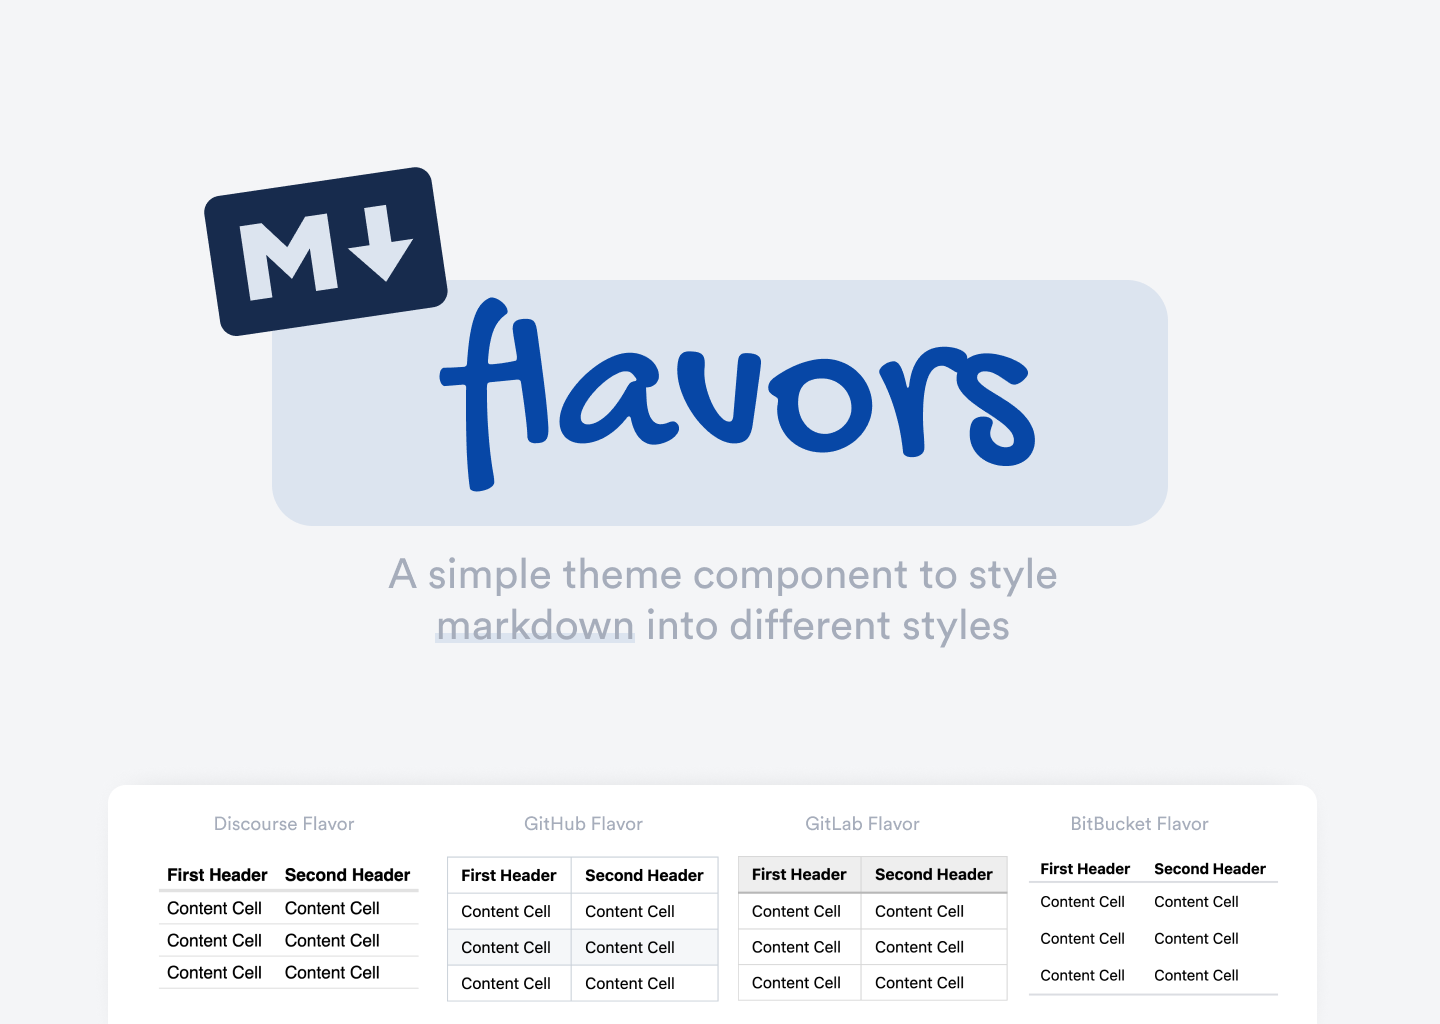 M
flavors
A simple theme component to style
markdown into different styles
Discourse Flavor GitHub Flavor GitLab Flavor BitBucket Flavor
First Header Second Header First Header Second Header First Header Second Header First Header Second Header
Content Cell Content Cell Content Cell Content Cell Content Cell Content Cell Content Cell Content Cell
Content Cell Content Cell Content Cell Content Cell Content Cell Content Cell Content Cell Content Cell
Content Cell Content Cell Content Cell Content Cell Content Cell Content Cell Content Cell Content Cell